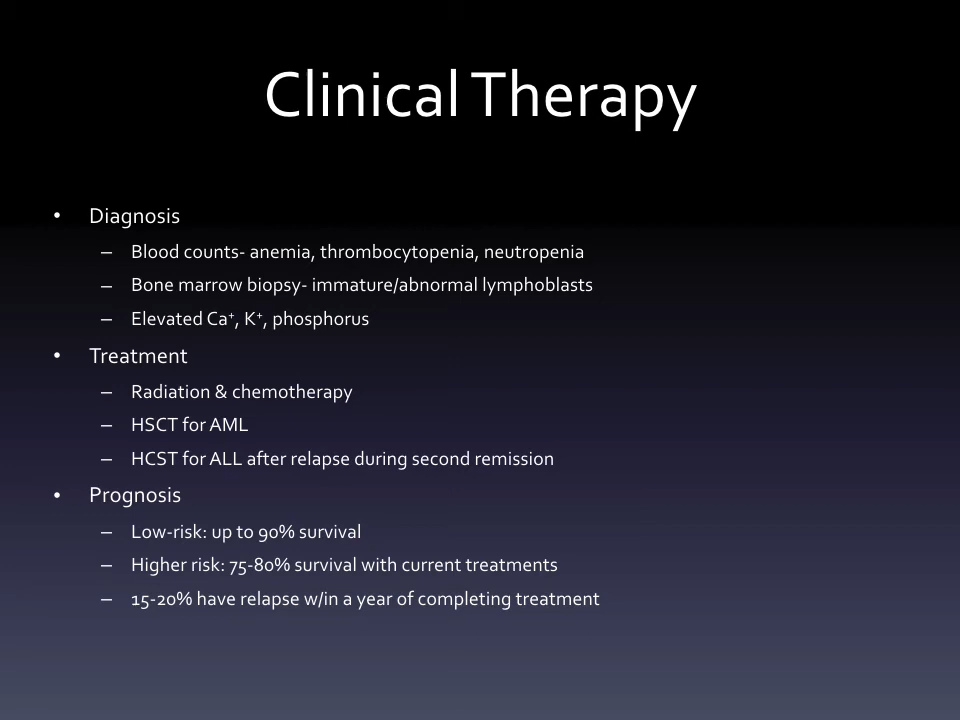 Clinical Therapy
• Diagnosis
– Blood counts- anemia, thrombocytopenia, neutropenia
– Bone marrow biopsy- immature/abnormal lymphoblasts
– Elevated Ca⁺, K⁺, phosphorus
• Treatment
– Radiation & chemotherapy
– HSCT for AML
– HCST for ALL after relapse during second remission
• Prognosis
– Low-risk: up to 90% survival
– Higher risk: 75-80% survival with current treatments
– 15-20% have relapse w/in a year of completing treatment